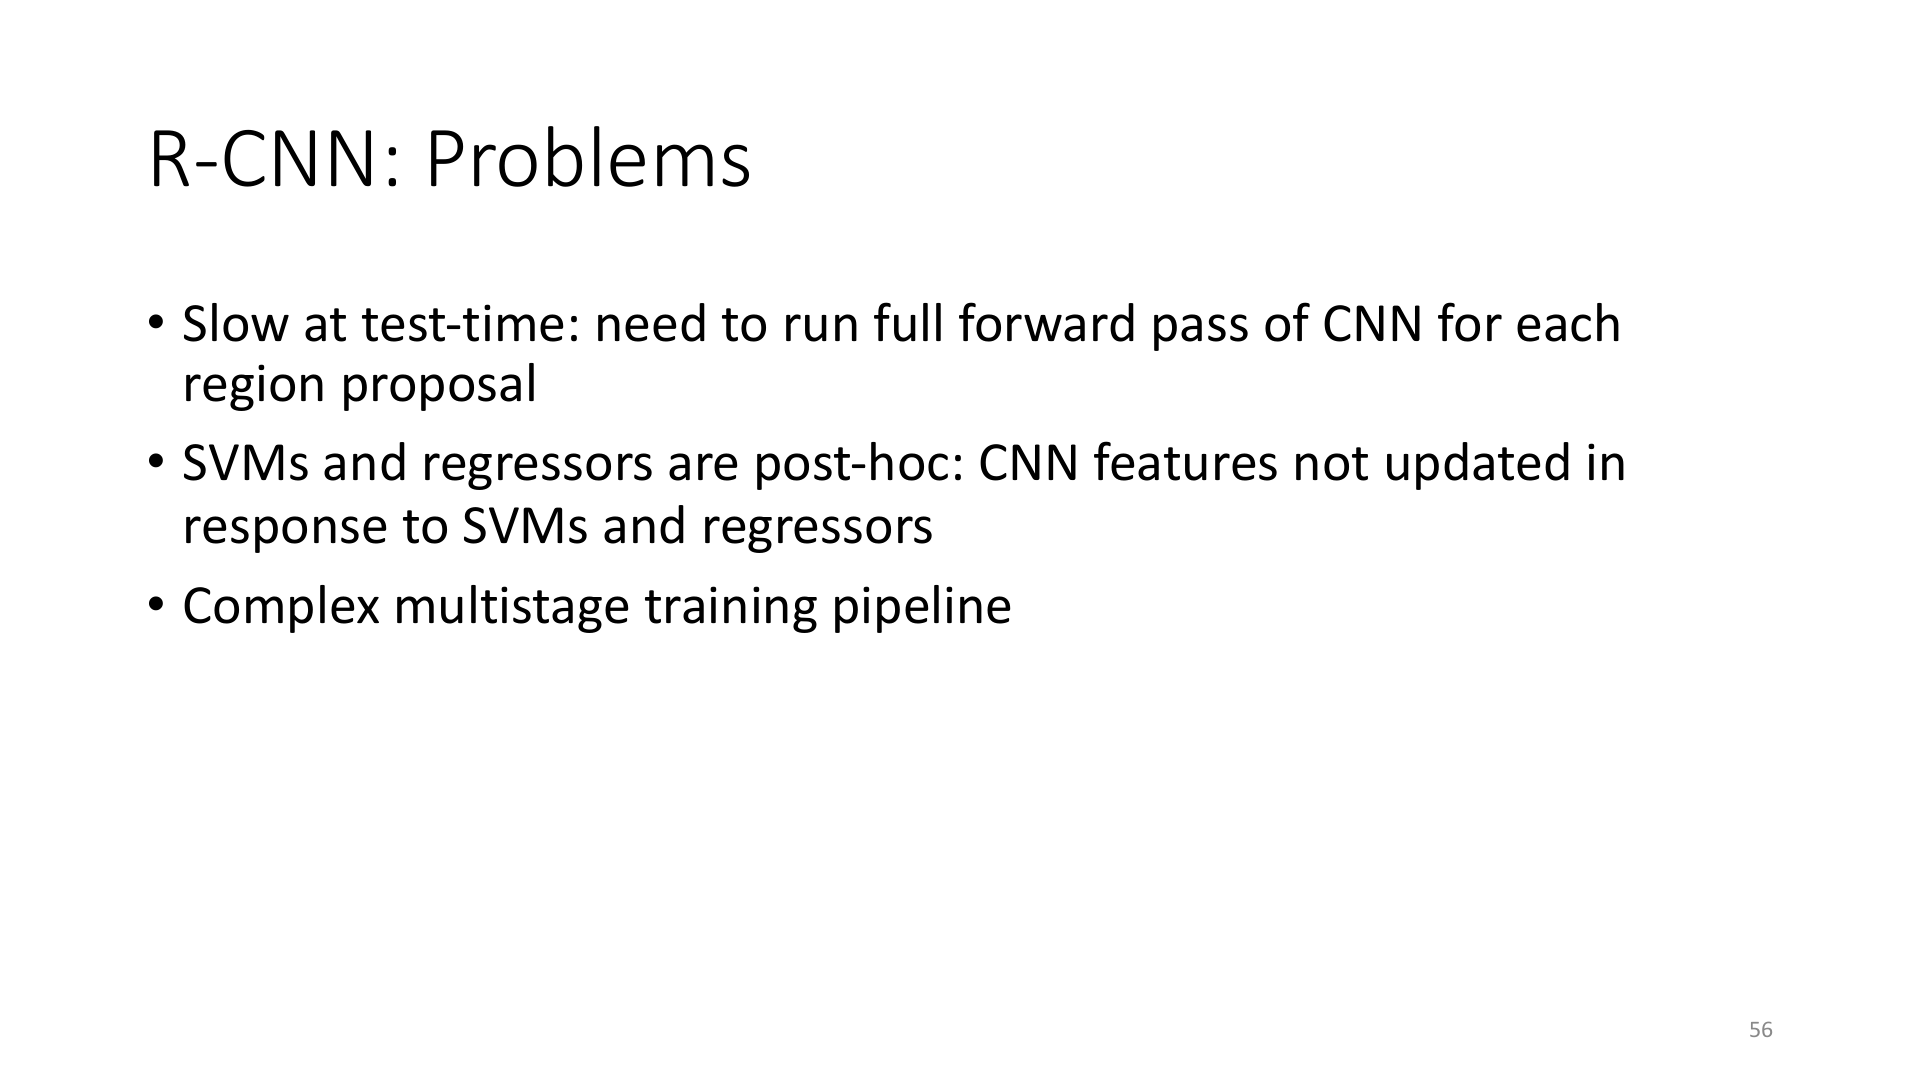 R-CNN: Problems
• Slow at test-time: need to run full forward pass of CNN for each
region proposal
• SVMs and regressors are post-hoc: CNN features not updated in
response to SVMs and regressors
• Complex multistage training pipeline
56